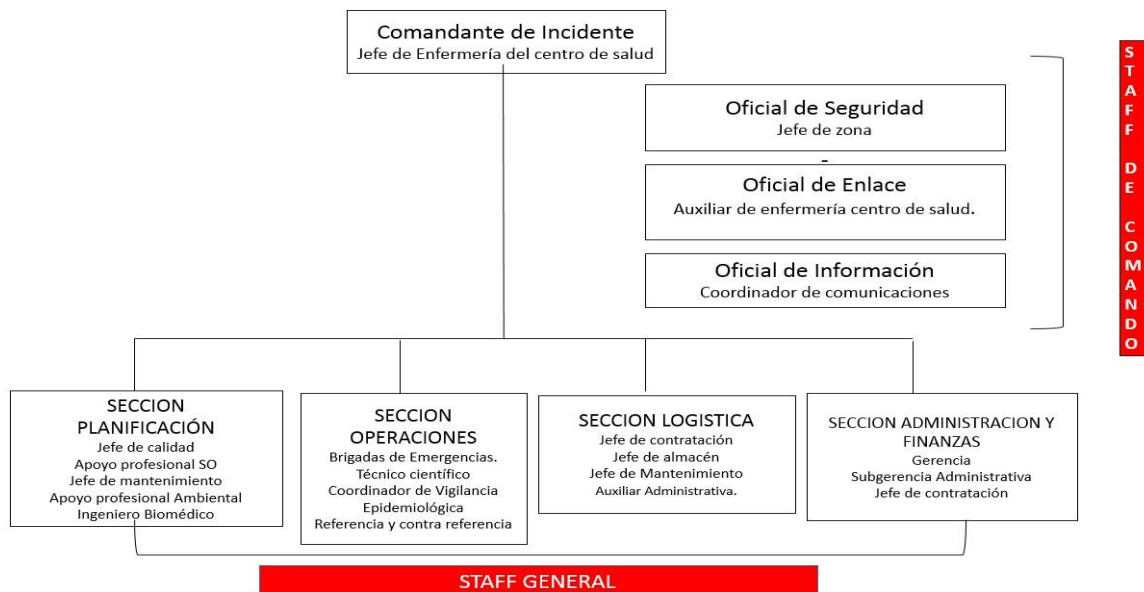 Comandante de Incidente
Jefe de Enfermería del centro de salud
Oficial de Seguridad
Jefe de zona
-
Oficial de Enlace
Auxiliar de enfermería centro de salud.
Oficial de Información
Coordinador de comunicaciones
STAFF DE COMANDO
SECCION
PLANIFICACIÓN
Jefe de calidad
Apoyo profesional SO
Jefe de mantenimiento
Apoyo profesional Ambiental
Ingeniero Biomédico
SECCION
OPERACIONES
Brigadas de Emergencias.
Técnico científico
Coordinador de Vigilancia
Epidemiológica
Referencia y contra referencia
SECCION LOGISTICA
Jefe de contratación
Jefe de almacén
Jefe de Mantenimiento
Auxiliar Administrativa.
SECCION ADMINISTRACION Y
FINANZAS
Gerencia
Subgerencia Administrativa
Jefe de contratación
STAFF GENERAL